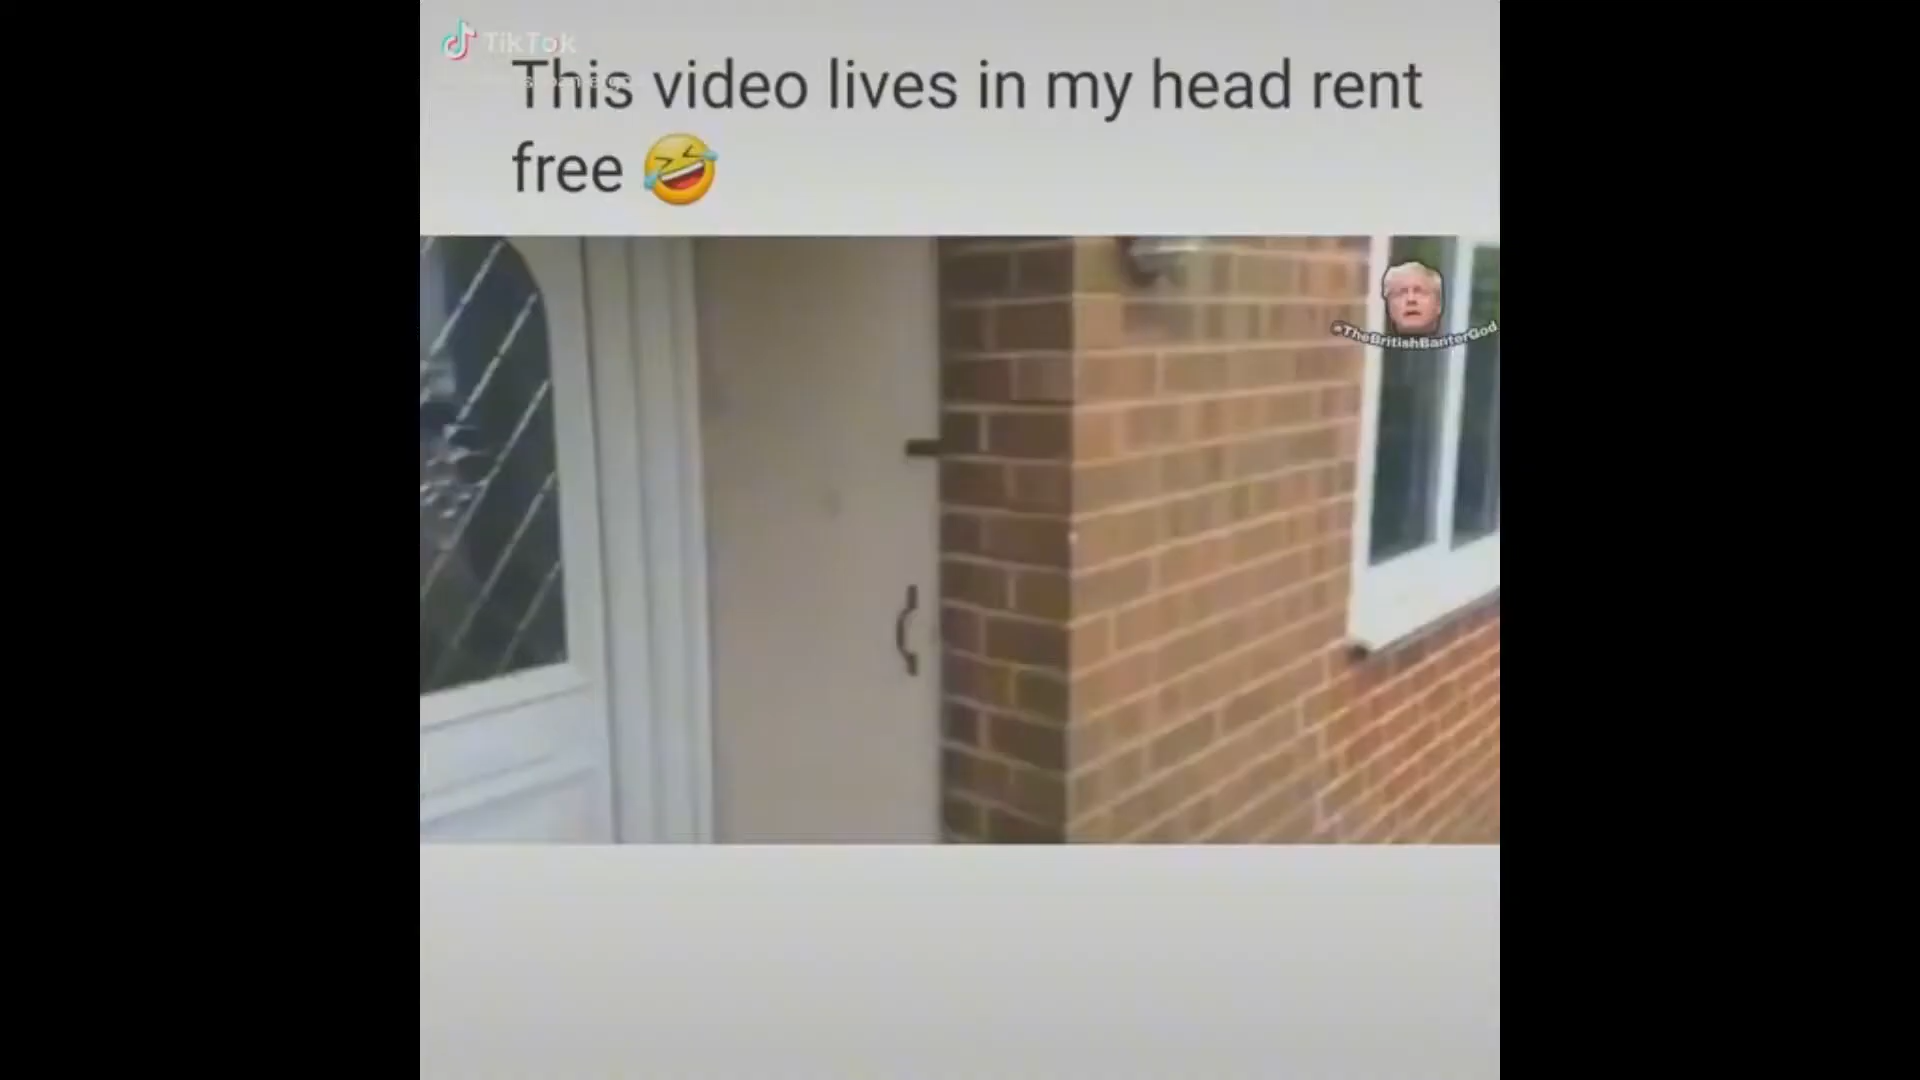 TikTok
This video lives in my head rent
free 🤣
@TheBritishBanterGod